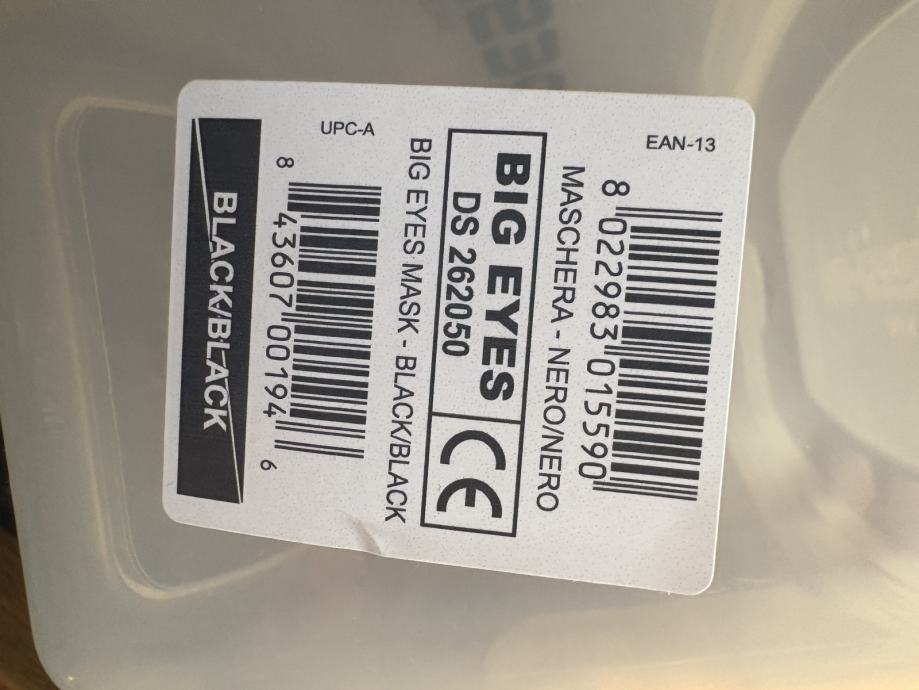 EAN-13
8 022983 015590
MASCHERA - NERO/NERO
BIG EYES
DS 262050
CE
BIG EYES MASK - BLACK/BLACK
UPC-A
8 43607 00194 6
BLACK/BLACK